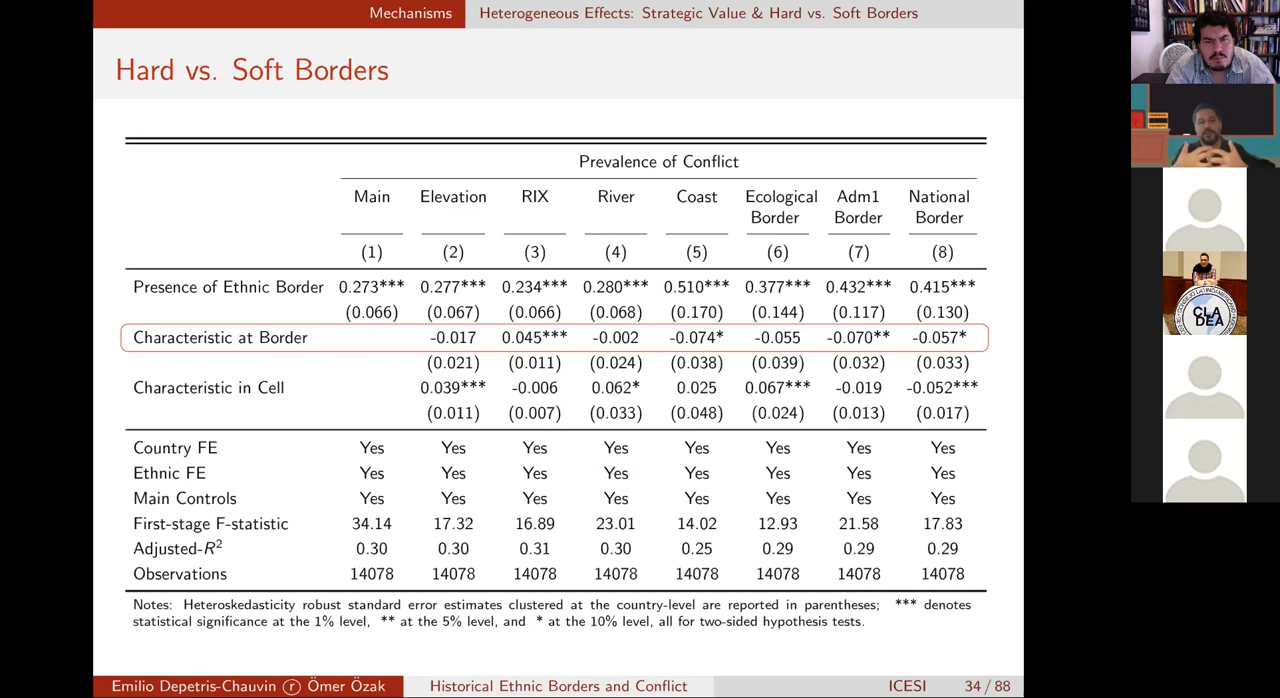 Mechanisms Heterogeneous Effects: Strategic Value & Hard vs. Soft Borders
Hard vs. Soft Borders
Prevalence of Conflict
Main Elevation RIX River Coast Ecological Adm1 National
Border Border Border
(1) (2) (3) (4) (5) (6) (7) (8)
Presence of Ethnic Border 0.273*** 0.277*** 0.234*** 0.280*** 0.510*** 0.377*** 0.432*** 0.415***
(0.066) (0.067) (0.066) (0.068) (0.170) (0.144) (0.117) (0.130)
Characteristic at Border -0.017 0.045*** -0.002 -0.074* -0.055 -0.070** -0.057*
(0.021) (0.011) (0.024) (0.038) (0.039) (0.032) (0.033)
Characteristic in Cell 0.039*** -0.006 0.062* 0.025 0.067*** -0.019 -0.052***
(0.011) (0.007) (0.033) (0.048) (0.024) (0.013) (0.017)
Country FE Yes Yes Yes Yes Yes Yes Yes Yes
Ethnic FE Yes Yes Yes Yes Yes Yes Yes Yes
Main Controls Yes Yes Yes Yes Yes Yes Yes Yes
First-stage F-statistic 34.14 17.32 16.89 23.01 14.02 12.93 21.58 17.83
Adjusted-R² 0.30 0.30 0.31 0.30 0.25 0.29 0.29 0.29
Observations 14078 14078 14078 14078 14078 14078 14078 14078
Notes: Heteroskedasticity robust standard error estimates clustered at the country-level are reported in parentheses; *** denotes
statistical significance at the 1% level, ** at the 5% level, and * at the 10% level, all for two-sided hypothesis tests.
Emilio Depetris-Chauvin ⓡ Ömer Özak Historical Ethnic Borders and Conflict ICESI 34 / 88
CLA
DEA